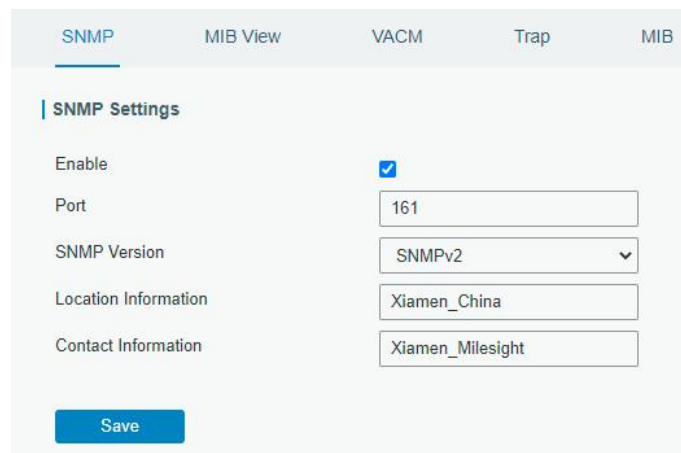 SNMP MIB View VACM Trap MIB
SNMP Settings
Enable
Port 161
SNMP Version SNMPv2
Location Information Xiamen_China
Contact Information Xiamen_Milesight
Save